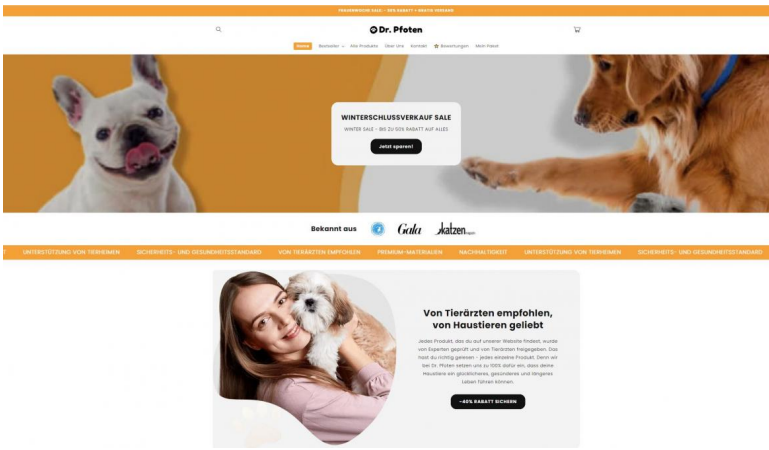 FRAUENWOCHE SALE: - 50% RABATT + GRATIS VERSAND
Dr. Pfoten
Home Bestseller Alle Produkte Über Uns Kontakt Bewertungen Mein Paket
WINTERSCHLUSSVERKAUF SALE
WINTER SALE - BIS ZU 50% RABATT AUF ALLES
Jetzt sparen!
Bekannt aus Gala katzen
UNTERSTÜTZUNG VON TIERHEIMEN SICHERHEITS- UND GESUNDHEITSSTANDARD VON TIERÄRZTEN EMPFOHLEN PREMIUM-MATERIALIEN NACHHALTIGKEIT UNTERSTÜTZUNG VON TIERHEIMEN SICHERHEITS- UND GESUNDHEITSSTANDARD
Von Tierärzten empfohlen,
von Haustieren geliebt
Jedes Produkt, das du auf unserer Website findest, wurde
von Experten geprüft und von Tierärzten freigegeben. Das
hast du richtig gelesen - jedes einzelne Produkt. Denn wir
bei Dr. Pfoten setzen uns zu 100% dafür ein, dass deine
Haustiere ein glücklicheres, gesünderes und längeres
Leben führen können.
-40% RABATT SICHERN